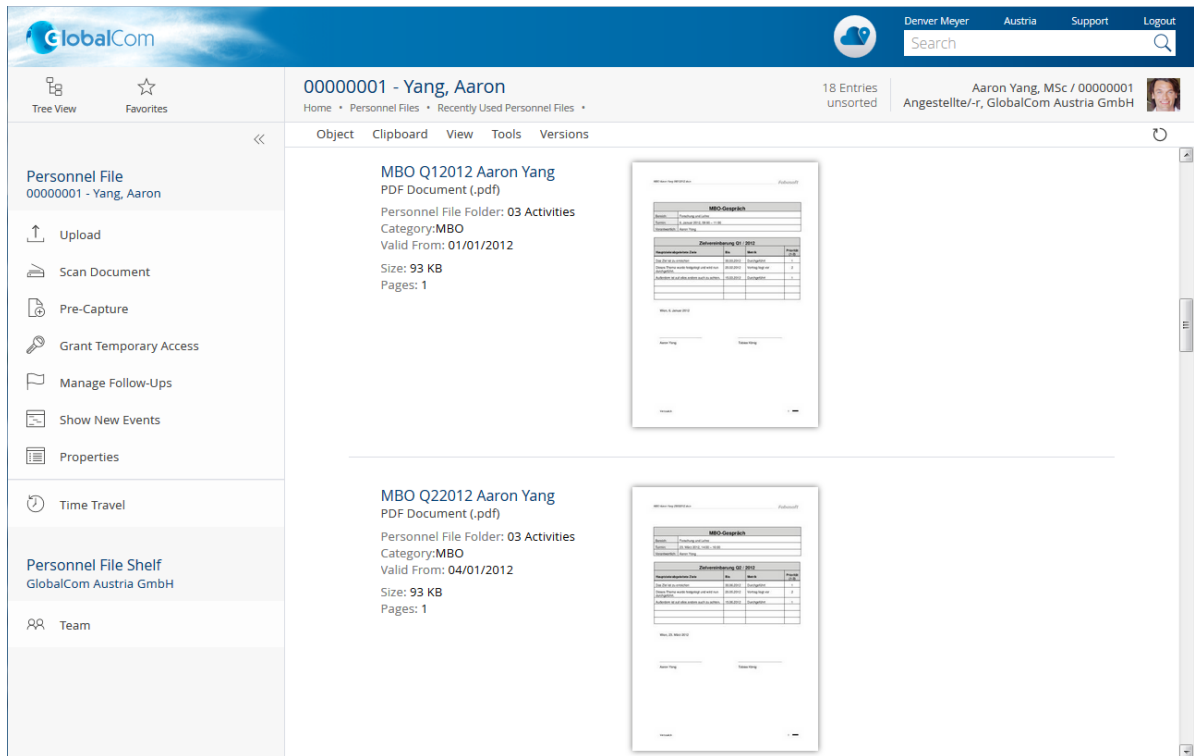 GlobalCom
Denver Meyer Austria Support Logout
Search
Tree View Favorites
00000001 - Yang, Aaron
Home • Personnel Files • Recently Used Personnel Files •
18 Entries
unsorted
Aaron Yang, MSc / 00000001
Angestellte/-r, GlobalCom Austria GmbH
Object Clipboard View Tools Versions
Personnel File
00000001 - Yang, Aaron
Upload
Scan Document
Pre-Capture
Grant Temporary Access
Manage Follow-Ups
Show New Events
Properties
Time Travel
Personnel File Shelf
GlobalCom Austria GmbH
Team
MBO Q12012 Aaron Yang
PDF Document (.pdf)
Personnel File Folder: 03 Activities
Category:MBO
Valid From: 01/01/2012
Size: 93 KB
Pages: 1
MBO-Gespräch
Zielvereinbarung Q1 / 2012
Aaron Yang
MBO Q22012 Aaron Yang
PDF Document (.pdf)
Personnel File Folder: 03 Activities
Category:MBO
Valid From: 04/01/2012
Size: 93 KB
Pages: 1
MBO-Gespräch
Zielvereinbarung Q2 / 2012
Aaron Yang